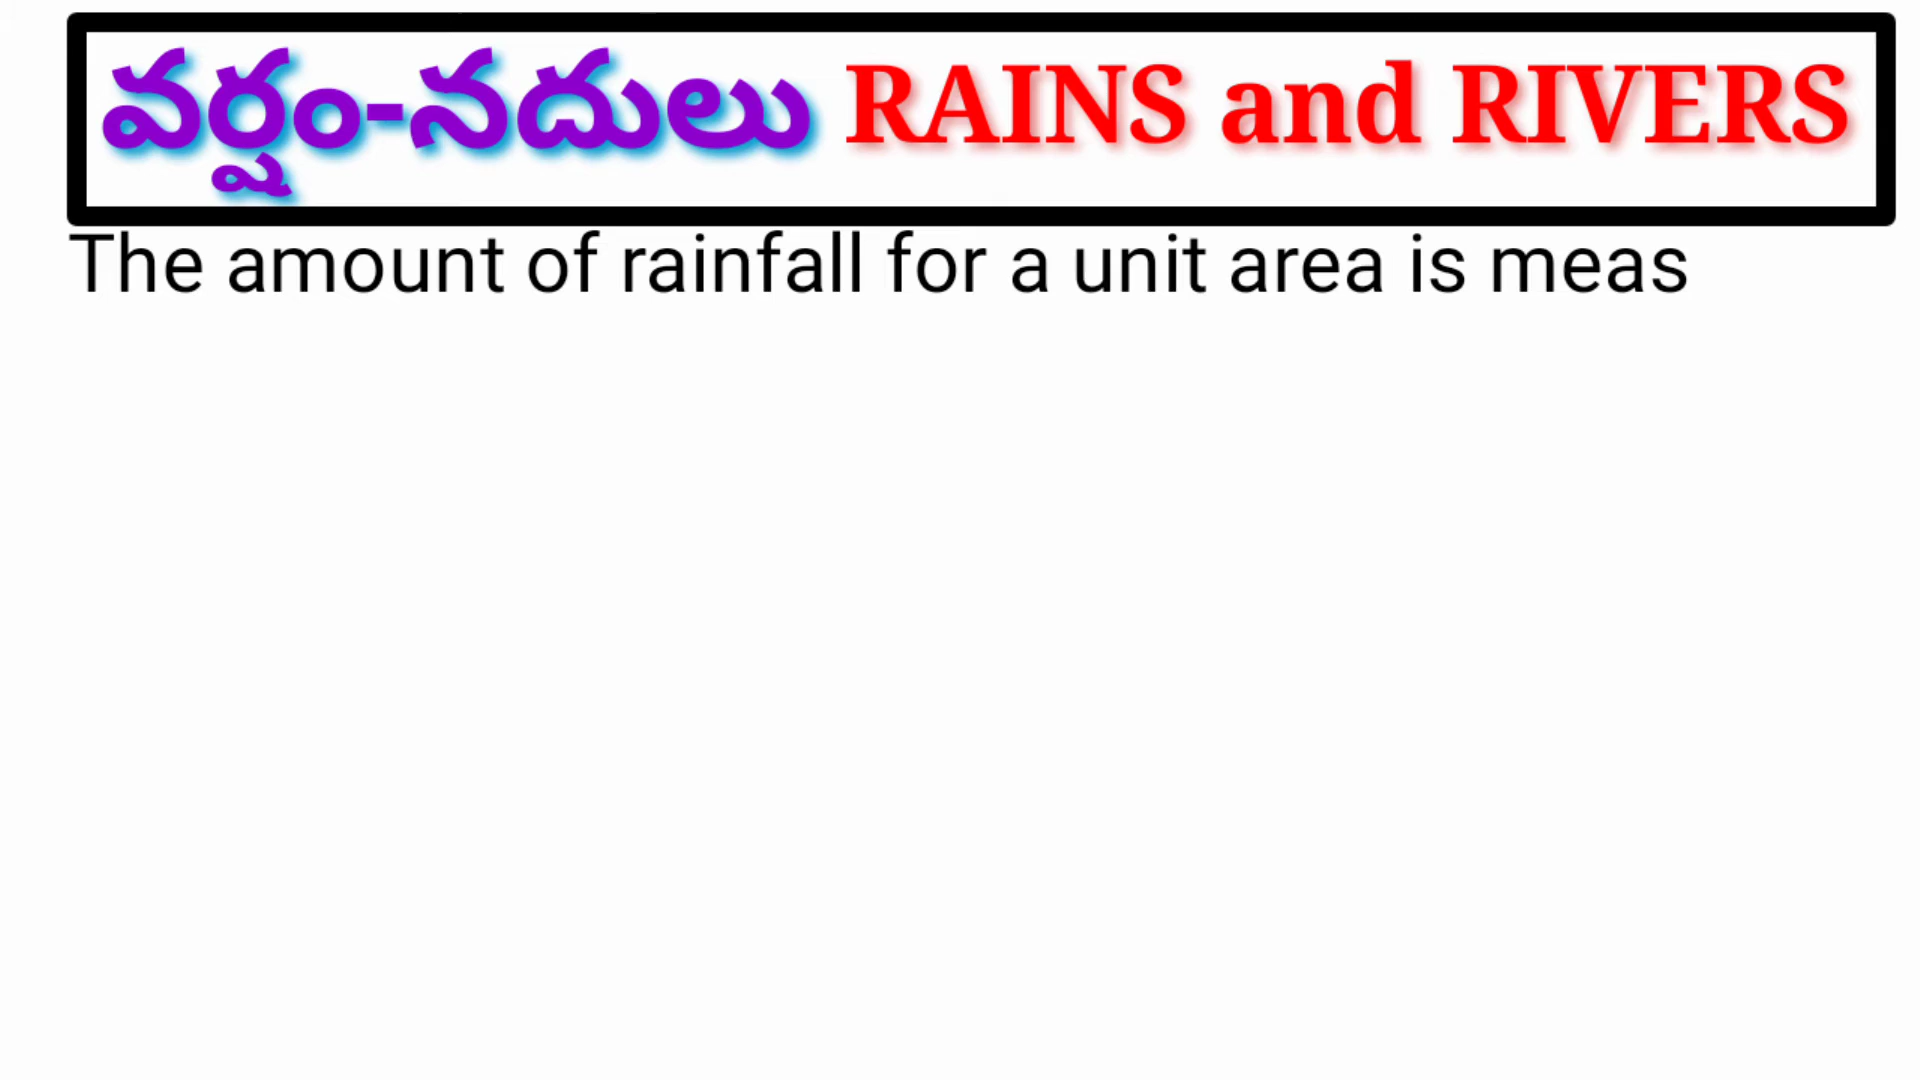 వర్షం-నదులు RAINS and RIVERS
The amount of rainfall for a unit area is meas